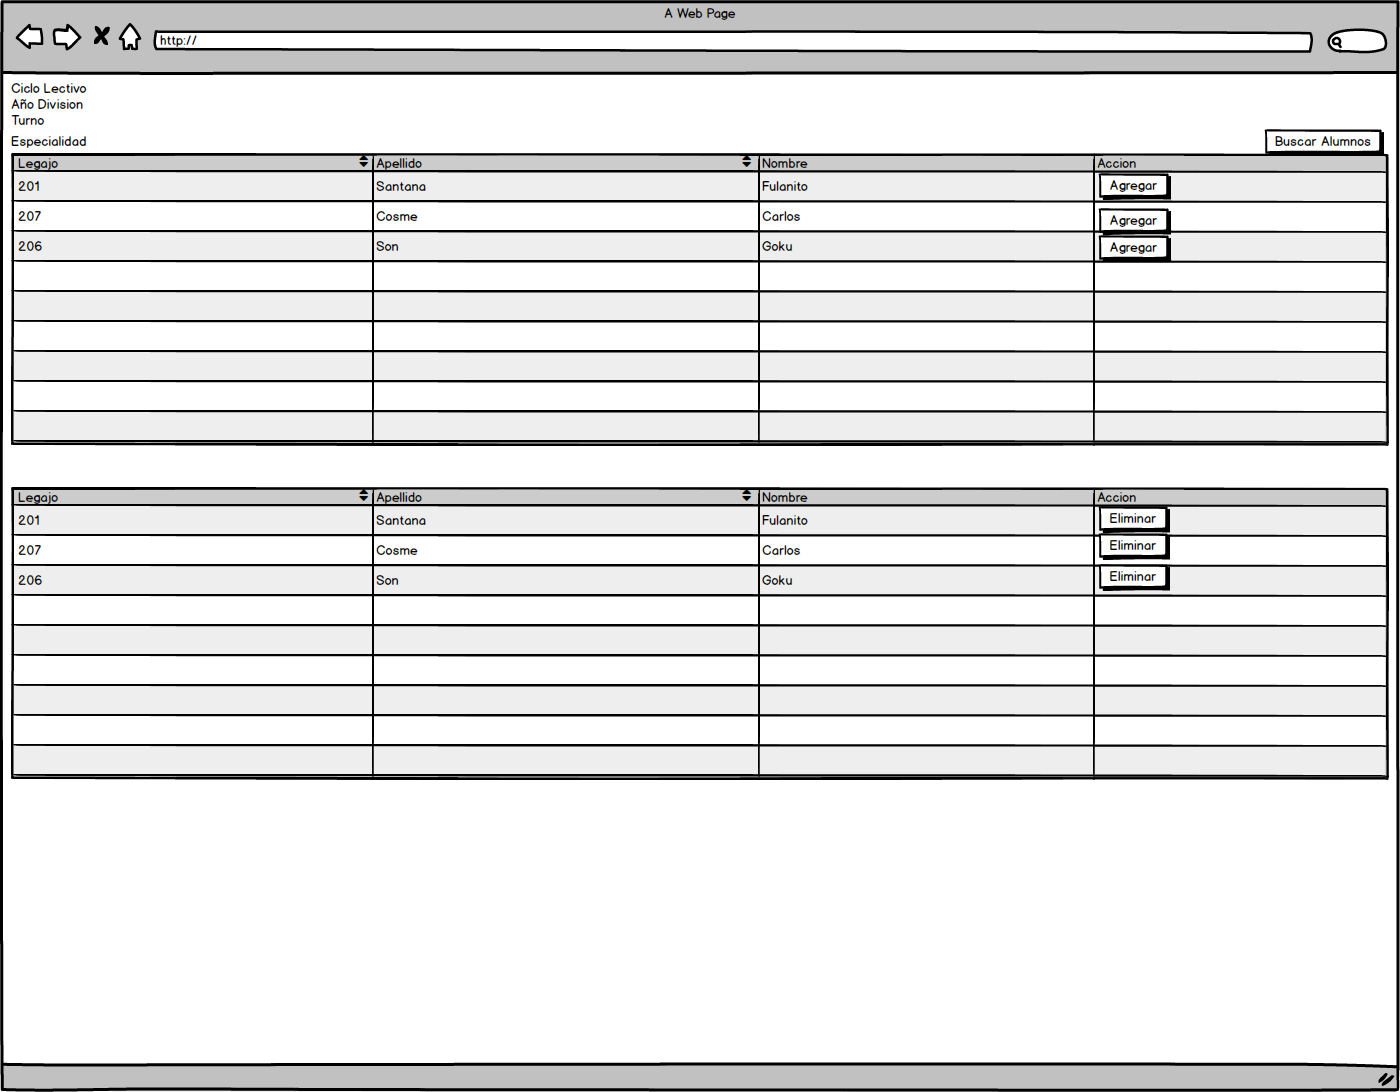 A Web Page
http://
Ciclo Lectivo
Año Division
Turno
Especialidad
Buscar Alumnos
Legajo Apellido Nombre Accion
201 Santana Fulanito Agregar
207 Cosme Carlos Agregar
206 Son Goku Agregar
Legajo Apellido Nombre Accion
201 Santana Fulanito Eliminar
207 Cosme Carlos Eliminar
206 Son Goku Eliminar